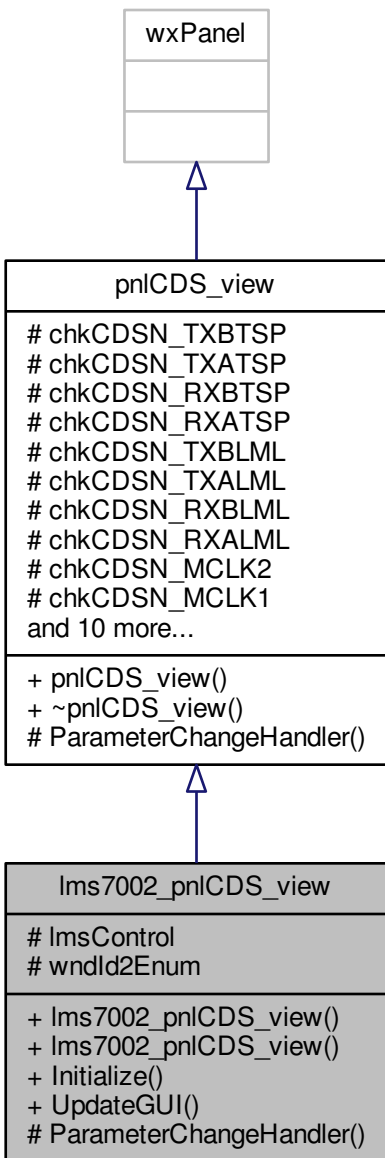 wxPanel
pnlCDS_view
# chkCDSN_TXBTSP
# chkCDSN_TXATSP
# chkCDSN_RXBTSP
# chkCDSN_RXATSP
# chkCDSN_TXBLML
# chkCDSN_TXALML
# chkCDSN_RXBLML
# chkCDSN_RXALML
# chkCDSN_MCLK2
# chkCDSN_MCLK1
and 10 more...
+ pnlCDS_view()
+ ~pnlCDS_view()
# ParameterChangeHandler()
lms7002_pnlCDS_view
# lmsControl
# wndId2Enum
+ lms7002_pnlCDS_view()
+ lms7002_pnlCDS_view()
+ Initialize()
+ UpdateGUI()
# ParameterChangeHandler()